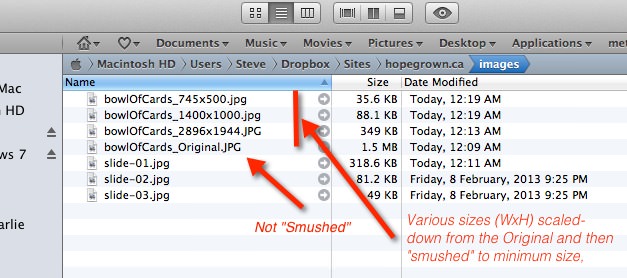 Documents Music Movies Pictures Desktop Applications
Macintosh HD Users Steve Dropbox Sites hopegrown.ca images
Mac
HD
ws 7
arlie
Name Size Date Modified
bowlOfCards_745x500.jpg 35.6 KB Today, 12:19 AM
bowlOfCards_1400x1000.jpg 88.1 KB Today, 12:19 AM
bowlOfCards_2896x1944.JPG 349 KB Today, 12:13 AM
bowlOfCards_Original.JPG 1.5 MB Today, 12:09 AM
slide-01.jpg 318.6 KB Today, 12:11 AM
slide-02.jpg 81.2 KB Friday, 8 February, 2013 9:25 PM
slide-03.jpg 49 KB Friday, 8 February, 2013 9:25 PM
Not "Smushed"
Various sizes (WxH) scaled-
down from the Original and then
"smushed" to minimum size,